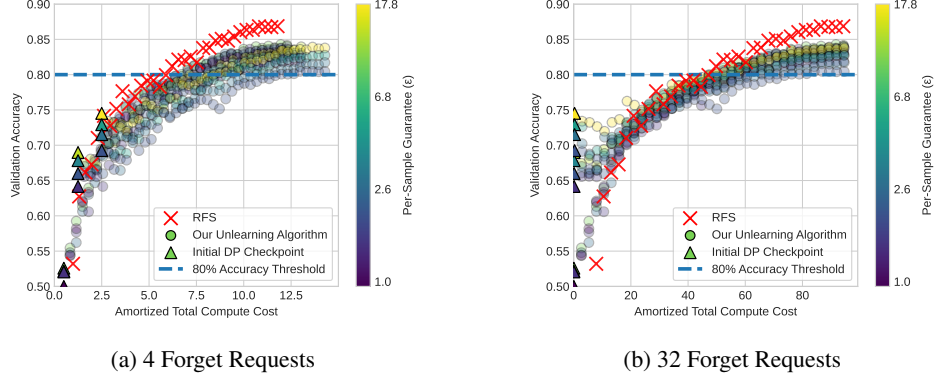 0.90
0.85
0.80
0.75
0.70
0.65
0.60
0.55
0.50
Validation Accuracy
0.0
2.5
5.0
7.5
10.0
12.5
Amortized Total Compute Cost
RFS
Our Unlearning Algorithm
Initial DP Checkpoint
80% Accuracy Threshold
17.8
6.8
2.6
1.0
Per-Sample Guarantee (ε)
(a) 4 Forget Requests
0.90
0.85
0.80
0.75
0.70
0.65
0.60
0.55
0.50
Validation Accuracy
0
20
40
60
80
Amortized Total Compute Cost
RFS
Our Unlearning Algorithm
Initial DP Checkpoint
80% Accuracy Threshold
17.8
6.8
2.6
1.0
Per-Sample Guarantee (ε)
(b) 32 Forget Requests